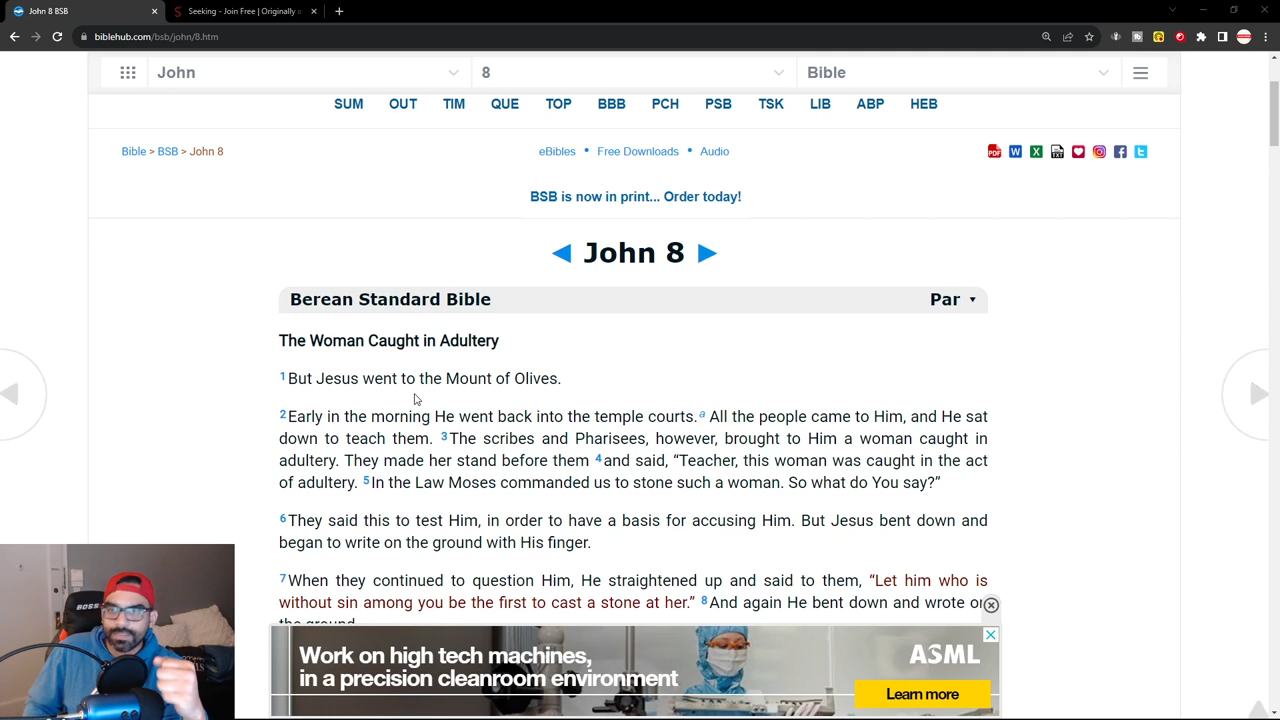 John 8 BSB
Seeking - Join Free | Originally
biblehub.com/bsb/john/8.htm
John 8 Bible
SUM OUT TIM QUE TOP BBB PCH PSB TSK LIB ABP HEB
Bible > BSB > John 8 eBibles • Free Downloads • Audio
PDF W X TXT
BSB is now in print... Order today!
◄ John 8 ►
Berean Standard Bible Par ▼
The Woman Caught in Adultery
1 But Jesus went to the Mount of Olives.
2 Early in the morning He went back into the temple courts. a All the people came to Him, and He sat
down to teach them. 3 The scribes and Pharisees, however, brought to Him a woman caught in
adultery. They made her stand before them 4 and said, “Teacher, this woman was caught in the act
of adultery. 5 In the Law Moses commanded us to stone such a woman. So what do You say?”
6 They said this to test Him, in order to have a basis for accusing Him. But Jesus bent down and
began to write on the ground with His finger.
7 When they continued to question Him, He straightened up and said to them, “Let him who is
without sin among you be the first to cast a stone at her.” 8 And again He bent down and wrote on
the ground.
Work on high tech machines,
in a precision cleanroom environment
ASML
Learn more
BOSS